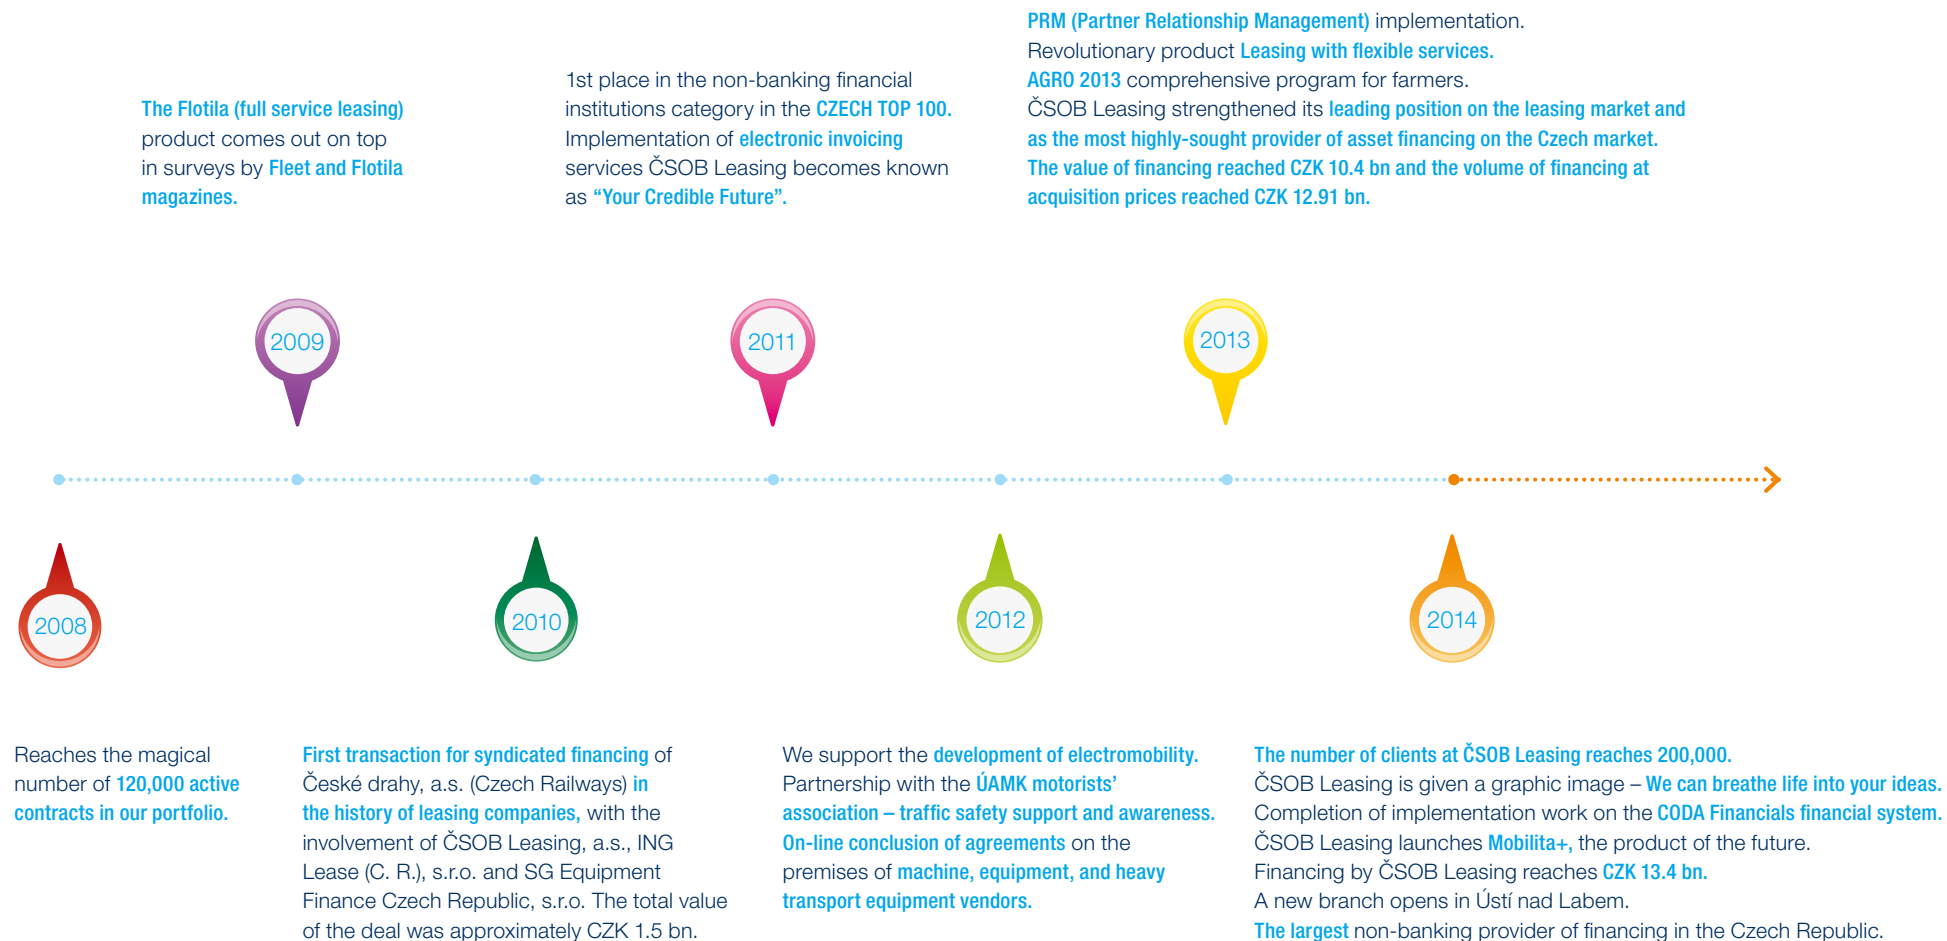 The Flotila (full service leasing)
product comes out on top
in surveys by Fleet and Flotila
magazines.
1st place in the non-banking financial
institutions category in the CZECH TOP 100.
Implementation of electronic invoicing
services ČSOB Leasing becomes known
as “Your Credible Future”.
PRM (Partner Relationship Management) implementation.
Revolutionary product Leasing with flexible services.
AGRO 2013 comprehensive program for farmers.
ČSOB Leasing strengthened its leading position on the leasing market and
as the most highly-sought provider of asset financing on the Czech market.
The value of financing reached CZK 10.4 bn and the volume of financing at
acquisition prices reached CZK 12.91 bn.
2009
2011
2013
2008
2010
2012
2014
Reaches the magical
number of 120,000 active
contracts in our portfolio.
First transaction for syndicated financing of
České drahy, a.s. (Czech Railways) in
the history of leasing companies, with the
involvement of ČSOB Leasing, a.s., ING
Lease (C. R.), s.r.o. and SG Equipment
Finance Czech Republic, s.r.o. The total value
of the deal was approximately CZK 1.5 bn.
We support the development of electromobility.
Partnership with the ÚAMK motorists’
association – traffic safety support and awareness.
On-line conclusion of agreements on the
premises of machine, equipment, and heavy
transport equipment vendors.
The number of clients at ČSOB Leasing reaches 200,000.
ČSOB Leasing is given a graphic image – We can breathe life into your ideas.
Completion of implementation work on the CODA Financials financial system.
ČSOB Leasing launches Mobilita+, the product of the future.
Financing by ČSOB Leasing reaches CZK 13.4 bn.
A new branch opens in Ústí nad Labem.
The largest non-banking provider of financing in the Czech Republic.